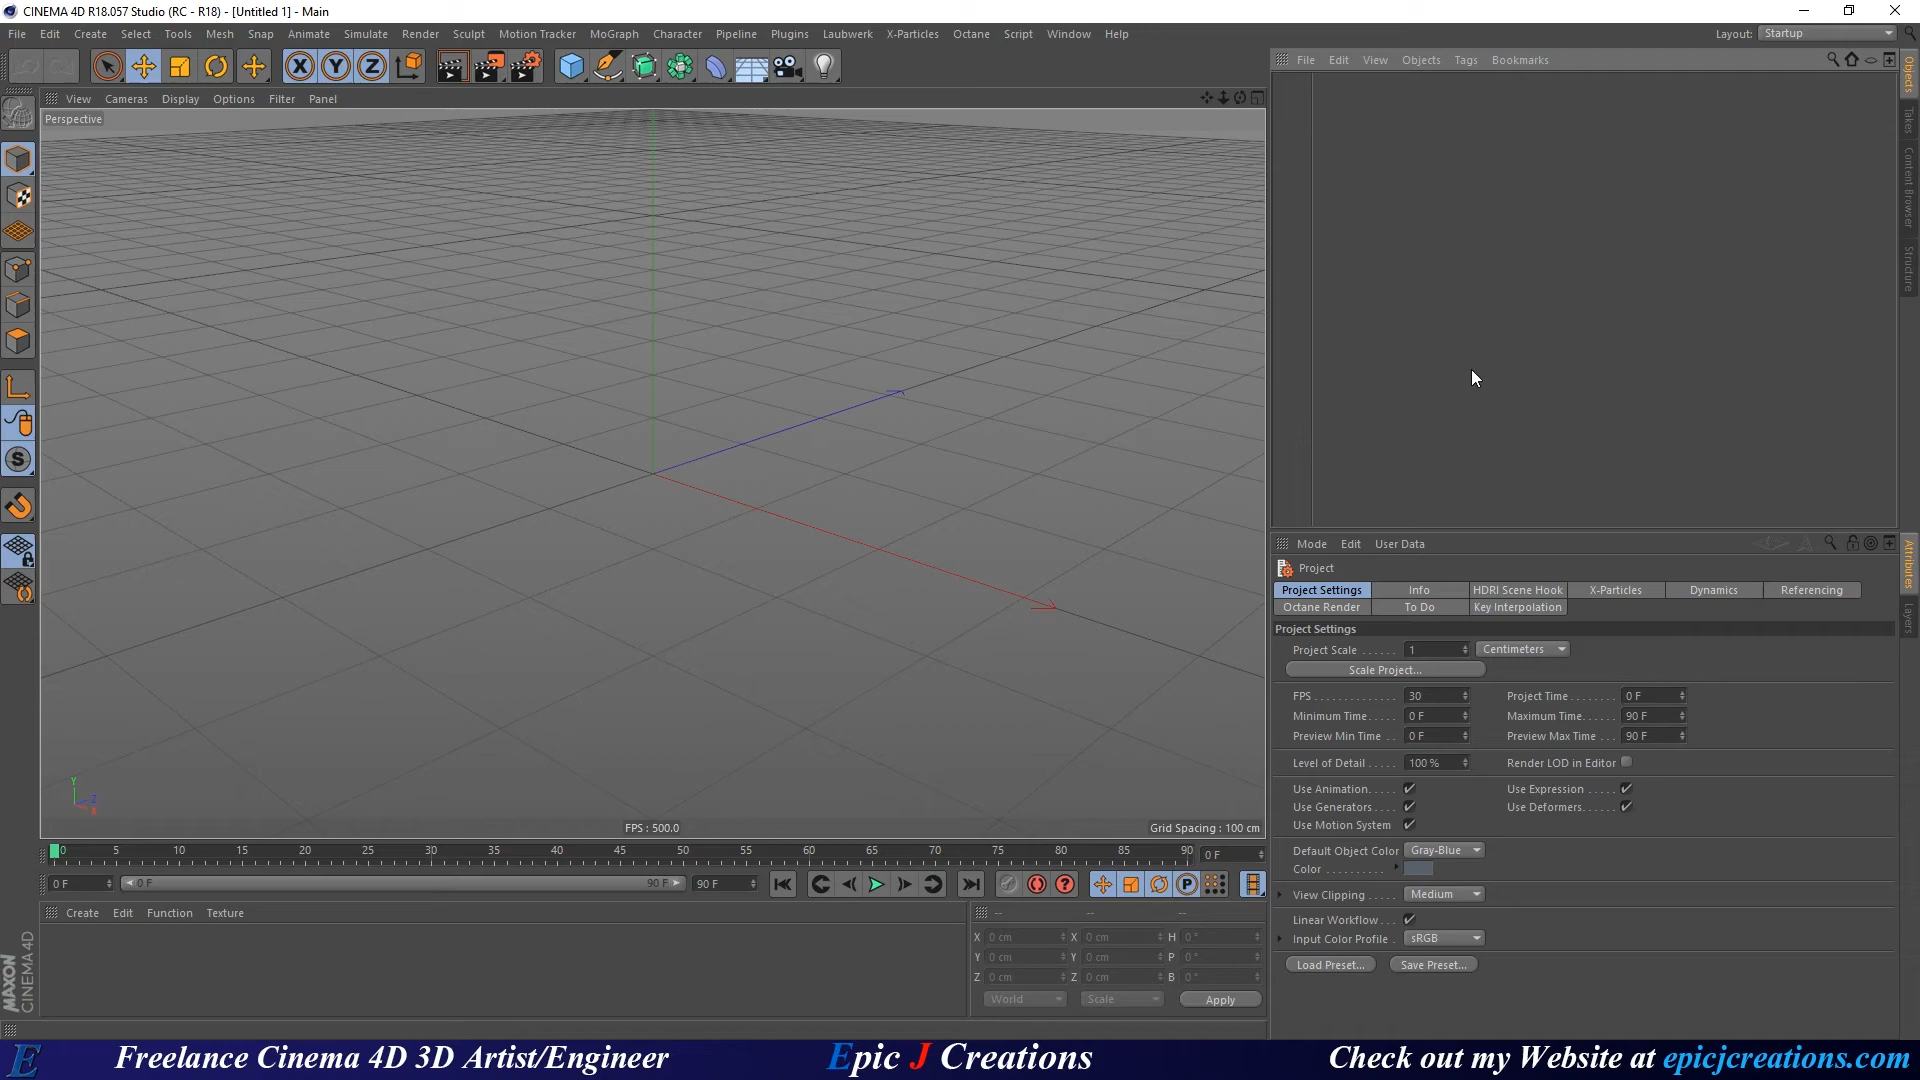 CINEMA 4D R18.057 Studio (RC - R18) - [Untitled 1] - Main
File Edit Create Select Tools Mesh Snap Animate Simulate Render Sculpt Motion Tracker MoGraph Character Pipeline Plugins Laubwerk X-Particles Octane Script Window Help
Layout: Startup
X Y Z
File Edit View Objects Tags Bookmarks
View Cameras Display Options Filter Panel
Perspective
Objects
Takes
Content Browser
Structure
S
Y
Z
X
FPS : 500.0
Grid Spacing : 100 cm
Mode Edit User Data
Attributes
Layers
Project
Project Settings Info HDRI Scene Hook X-Particles Dynamics Referencing
Octane Render To Do Key Interpolation
Project Settings
Project Scale ...... 1 Centimeters
Scale Project...
FPS ............. 30 Project Time ....... 0 F
Minimum Time..... 0 F Maximum Time..... 90 F
Preview Min Time .. 0 F Preview Max Time ... 90 F
Level of Detail ..... 100 % Render LOD in Editor
Use Animation..... Use Expression .....
Use Generators.... Use Deformers......
Use Motion System
Default Object Color Gray-Blue
Color ..........
View Clipping ..... Medium
Linear Workflow ...
Input Color Profile . sRGB
Load Preset... Save Preset...
0 5 10 15 20 25 30 35 40 45 50 55 60 65 70 75 80 85 90 0 F
0 F 0 F 90 F 90 F ? P
Create Edit Function Texture
-- -- --
X 0 cm X 0 cm H 0 °
Y 0 cm Y 0 cm P 0 °
Z 0 cm Z 0 cm B 0 °
World Scale Apply
MAXON
CINEMA 4D
E Freelance Cinema 4D 3D Artist/Engineer Epic J Creations Check out my Website at epicjcreations.com